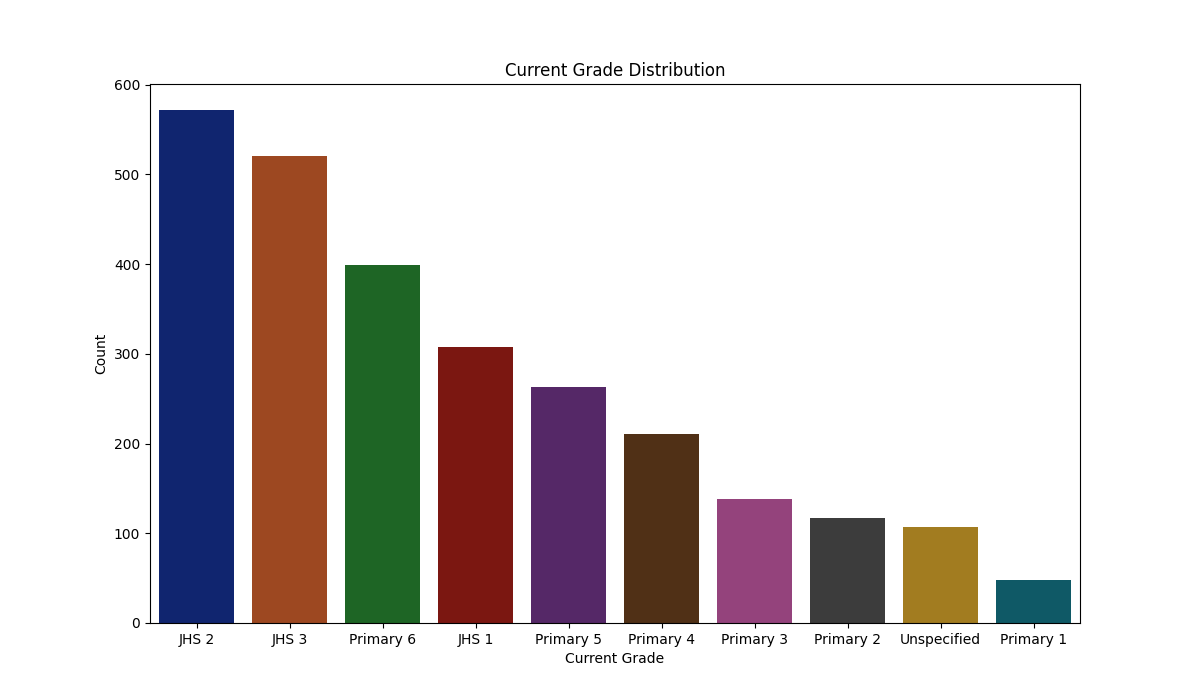 Current Grade Distribution
600
500
400
300
200
100
0
Count
JHS 2 JHS 3 Primary 6 JHS 1 Primary 5 Primary 4 Primary 3 Primary 2 Unspecified Primary 1
Current Grade